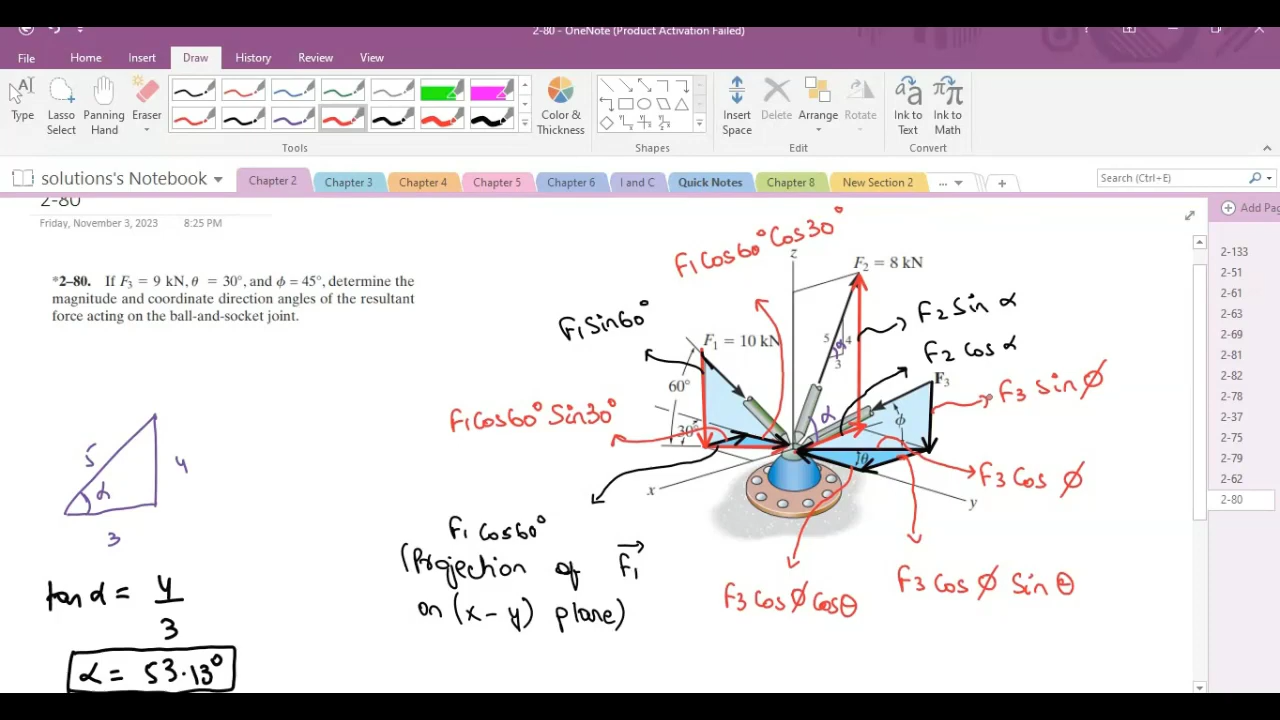 2-80 - OneNote (Product Activation Failed)
File Home Insert Draw History Review View
Type
Lasso Select
Panning Hand
Eraser
Color & Thickness
Insert Space
Delete
Arrange
Rotate
Ink to Text
Ink to Math
Tools
Shapes
Edit
Convert
solutions's Notebook
Chapter 2
Chapter 3
Chapter 4
Chapter 5
Chapter 6
I and C
Quick Notes
Chapter 8
New Section 2
...
Search (Ctrl+E)
2-80
Friday, November 3, 2023 8:25 PM
Add Pag
2-133
2-51
2-61
2-63
2-69
2-81
2-82
2-78
2-37
2-75
2-79
2-62
2-80
*2–80. If F₃ = 9 kN, θ = 30°, and ϕ = 45°, determine the
magnitude and coordinate direction angles of the resultant
force acting on the ball-and-socket joint.
5
4
α
3
tan α = 4/3
α = 53.13°
F1 Cos60° Cos30°
z
F₂ = 8 kN
F1 Sin60°
F₁ = 10 kN
5
4
3
α
F2 Sin α
F2 Cos α
F₃
60°
30°
F1 Cos60° Sin30°
α
ϕ
θ
F3 Sin ϕ
F3 Cos ϕ
x
y
F1 Cos60°
(Projection of F1
on (x-y) plane)
F3 Cos ϕ Cos θ
F3 Cos ϕ Sin θ